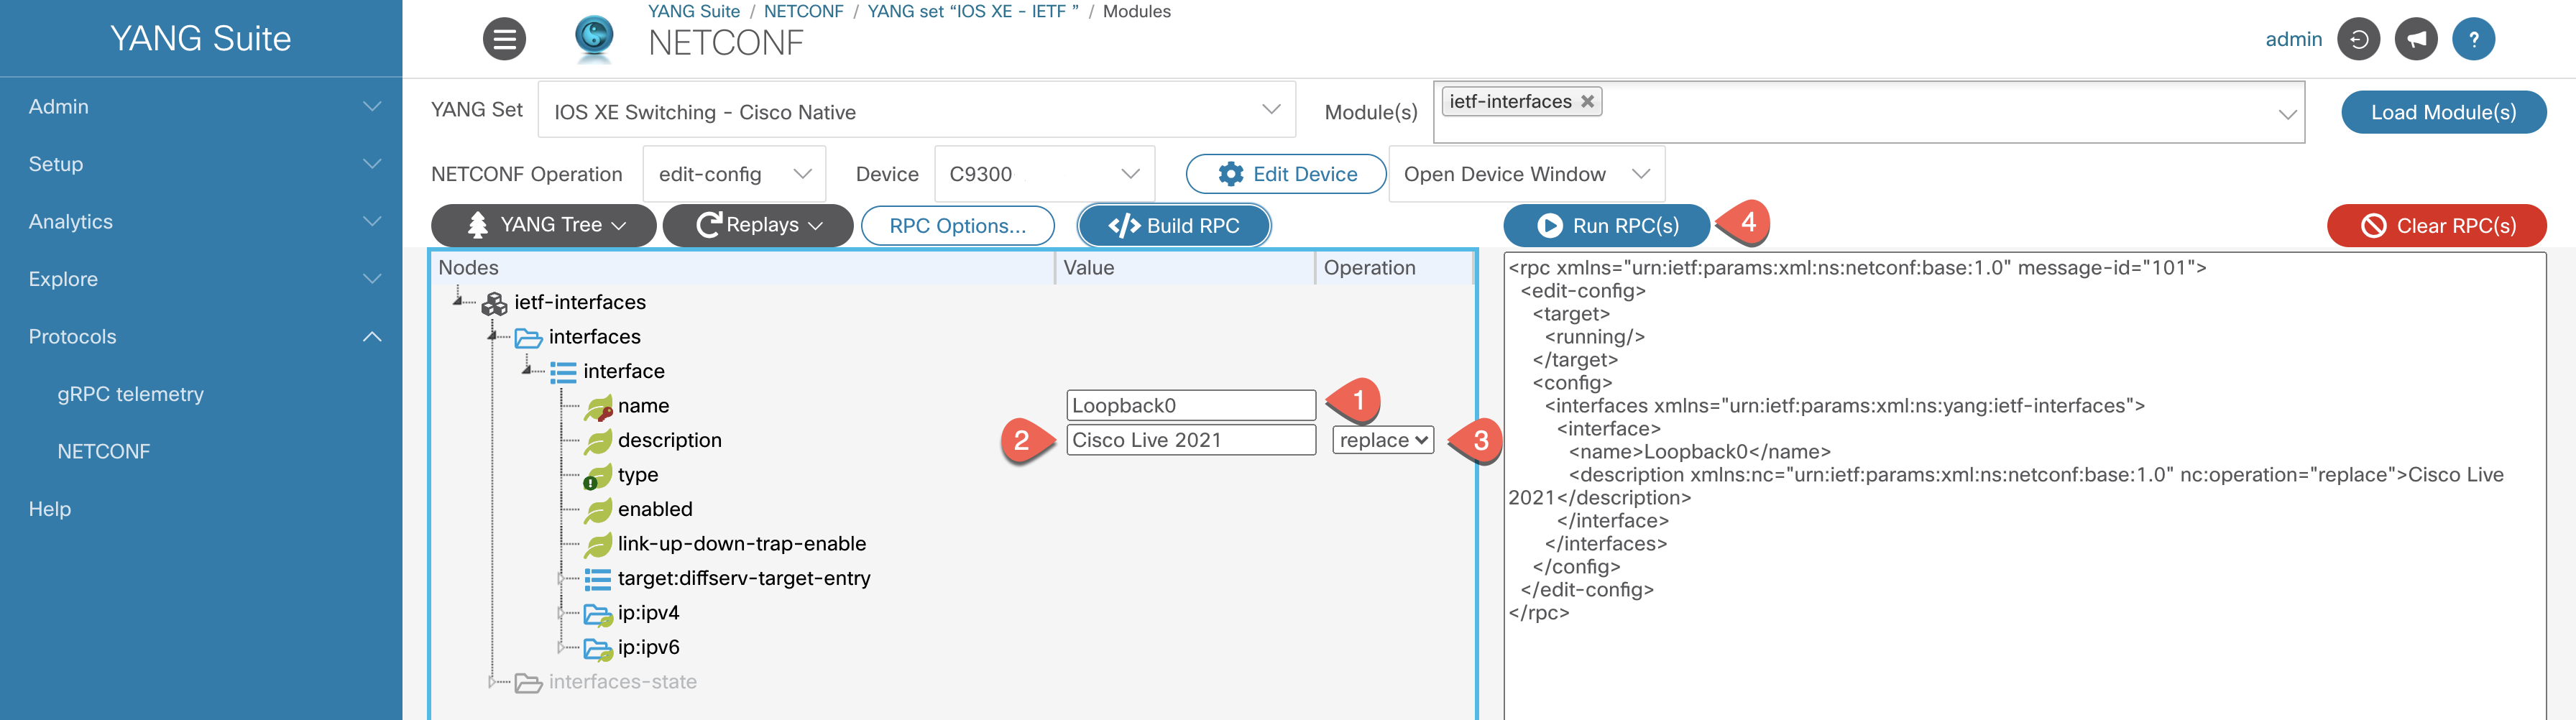 YANG Suite
YANG Suite / NETCONF / YANG set “IOS XE - IETF ” / Modules
NETCONF
admin
?
Admin
Setup
Analytics
Explore
Protocols
gRPC telemetry
NETCONF
Help
YANG Set
IOS XE Switching - Cisco Native
Module(s)
ietf-interfaces
Load Module(s)
NETCONF Operation
edit-config
Device
C9300
Edit Device
Open Device Window
YANG Tree
Replays
RPC Options...
</> Build RPC
Run RPC(s)
4
Clear RPC(s)
Nodes Value Operation
ietf-interfaces
interfaces
interface
name Loopback0 1
description 2 Cisco Live 2021 replace 3
type
enabled
link-up-down-trap-enable
target:diffserv-target-entry
ip:ipv4
ip:ipv6
interfaces-state
<rpc xmlns="urn:ietf:params:xml:ns:netconf:base:1.0" message-id="101">
<edit-config>
<target>
<running/>
</target>
<config>
<interfaces xmlns="urn:ietf:params:xml:ns:yang:ietf-interfaces">
<interface>
<name>Loopback0</name>
<description xmlns:nc="urn:ietf:params:xml:ns:netconf:base:1.0" nc:operation="replace">Cisco Live
2021</description>
</interface>
</interfaces>
</config>
</edit-config>
</rpc>